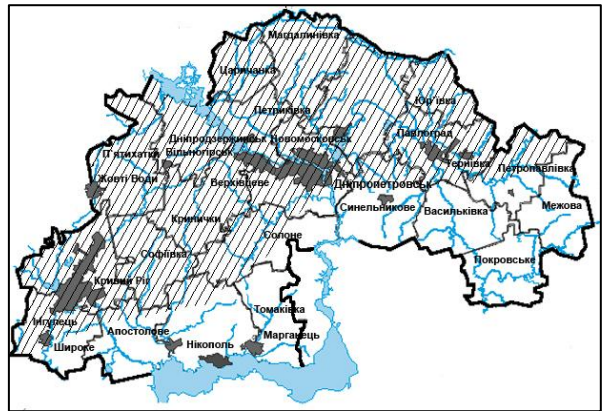 Магдалинівка
Царичанка
Юр'ївка
Петриківка
Дніпродзержинськ
Новомосковськ
Павлоград
П'ятихатки
Вільногірськ
Тернівка
Петропавлівка
Жовті Води
Верхівцеве
Дніпропетровськ
Синельникове
Васильківка
Межова
Кринички
Солоне
Софіївка
Покровське
Кривий Ріг
Інгулець
Томаківка
Апостолове
Нікополь
Марганець
Широке